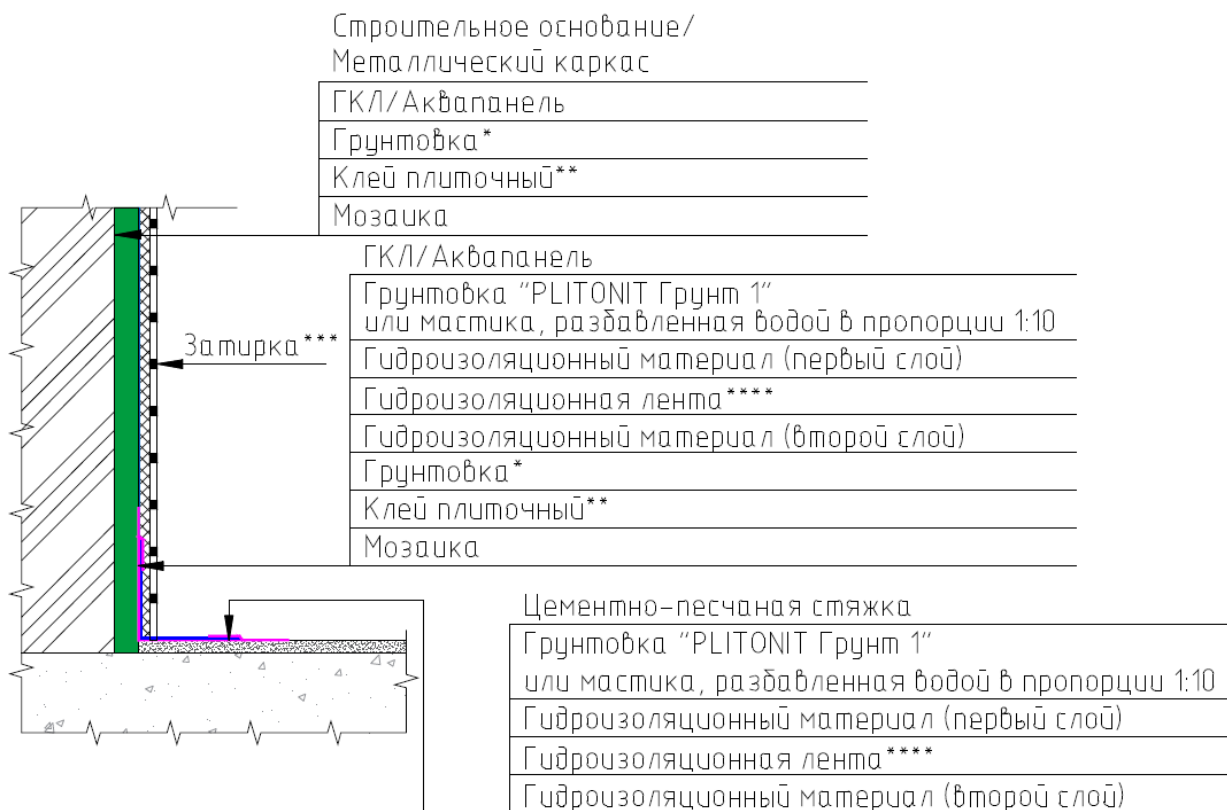 Строительное основание/
Металлический каркас
ГКЛ/Аквапанель
Грунтовка*
Клей плиточный**
Мозаика
ГКЛ/Аквапанель
Грунтовка "PLITONIT Грунт 1"
или мастика, разбавленная водой в пропорции 1:10
Затирка***
Гидроизоляционный материал (первый слой)
Гидроизоляционная лента****
Гидроизоляционный материал (второй слой)
Грунтовка*
Клей плиточный**
Мозаика
Цементно-песчаная стяжка
Грунтовка "PLITONIT Грунт 1"
или мастика, разбавленная водой в пропорции 1:10
Гидроизоляционный материал (первый слой)
Гидроизоляционная лента****
Гидроизоляционный материал (второй слой)